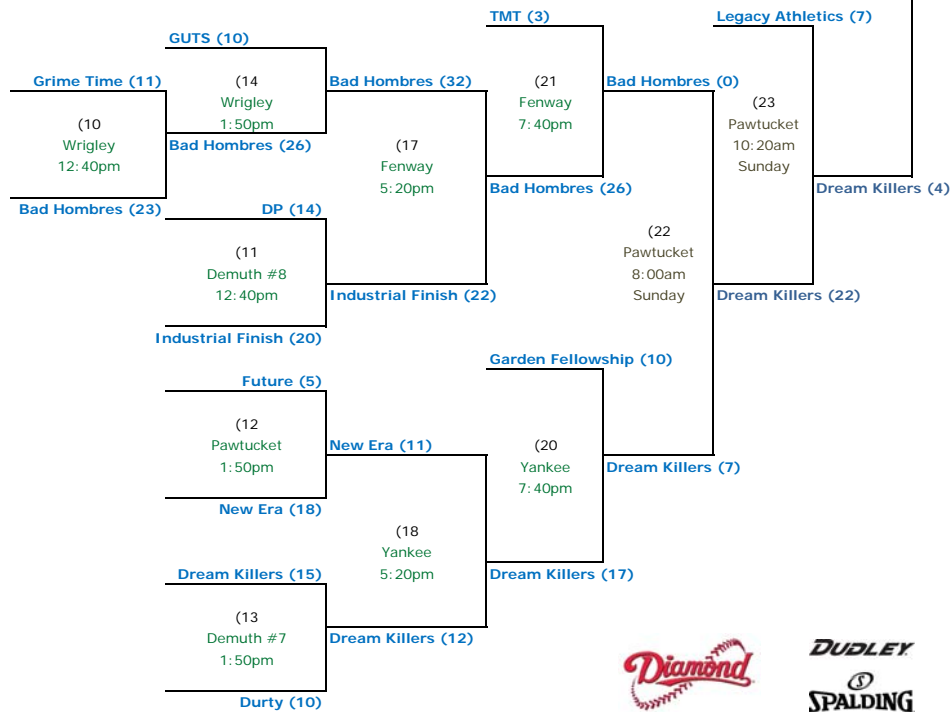 TMT (3)
Legacy Athletics (7)
GUTS (10)
Grime Time (11)
(14
Wrigley
1:50pm
Bad Hombres (32)
(21
Fenway
7:40pm
Bad Hombres (0)
(23
Pawtucket
10:20am
Sunday
(10
Wrigley
12:40pm
Bad Hombres (26)
(17
Fenway
5:20pm
Bad Hombres (26)
Dream Killers (4)
Bad Hombres (23)
DP (14)
(11
Demuth #8
12:40pm
Industrial Finish (22)
(22
Pawtucket
8:00am
Sunday
Dream Killers (22)
Industrial Finish (20)
Garden Fellowship (10)
Future (5)
(12
Pawtucket
1:50pm
New Era (11)
(20
Yankee
7:40pm
Dream Killers (7)
New Era (18)
(18
Yankee
5:20pm
Dream Killers (17)
Dream Killers (15)
(13
Demuth #7
1:50pm
Dream Killers (12)
Durty (10)
Diamond
DUDLEY
S
SPALDING